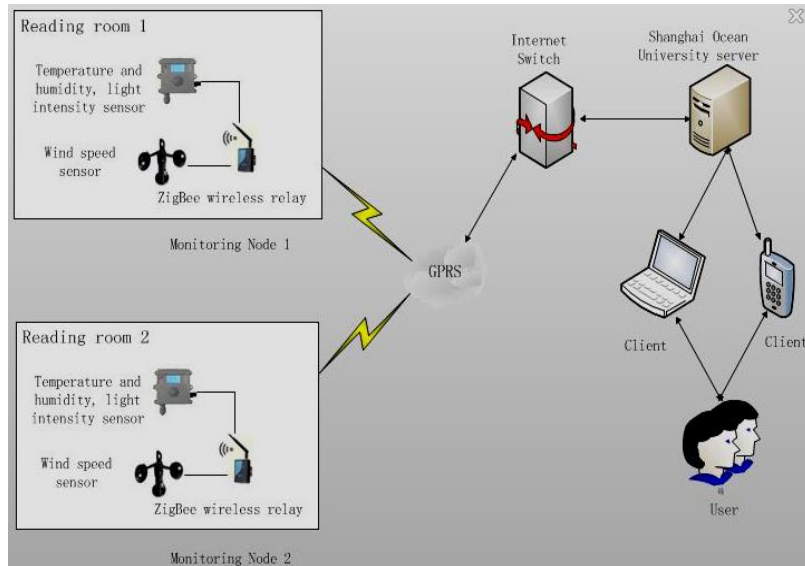 Reading room 1
Temperature and
humidity, light
intensity sensor
Wind speed
sensor
ZigBee wireless relay
Monitoring Node 1
Reading room 2
Temperature and
humidity, light
intensity sensor
Wind speed
sensor
ZigBee wireless relay
Monitoring Node 2
GPRS
Internet
Switch
Shanghai Ocean
University server
Client
Client
User